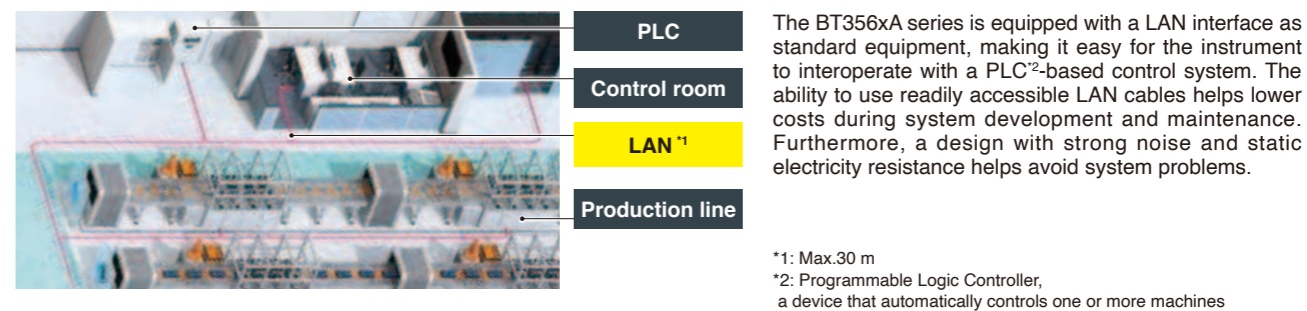 PLC
Control room
LAN *1
Production line
The BT356xA series is equipped with a LAN interface as
standard equipment, making it easy for the instrument
to interoperate with a PLC*2-based control system. The
ability to use readily accessible LAN cables helps lower
costs during system development and maintenance.
Furthermore, a design with strong noise and static
electricity resistance helps avoid system problems.
*1: Max.30 m
*2: Programmable Logic Controller,
a device that automatically controls one or more machines